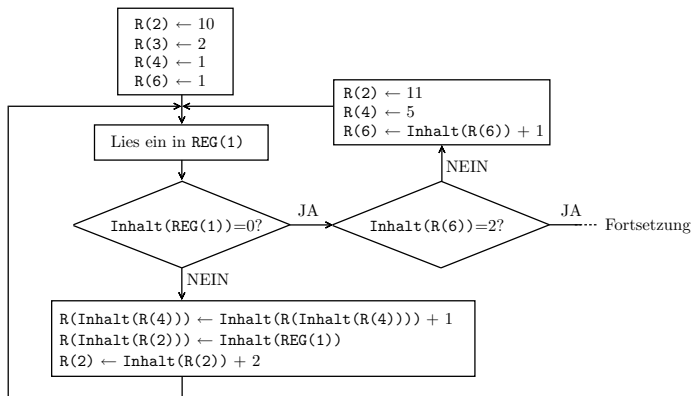 R(2) ← 10
R(3) ← 2
R(4) ← 1
R(6) ← 1
Lies ein in REG(1)
Inhalt(REG(1))=0?
JA
NEIN
R(2) ← 11
R(4) ← 5
R(6) ← Inhalt(R(6)) + 1
NEIN
Inhalt(R(6))=2?
JA
Fortsetzung
R(Inhalt(R(4))) ← Inhalt(R(Inhalt(R(4)))) + 1
R(Inhalt(R(2))) ← Inhalt(REG(1))
R(2) ← Inhalt(R(2)) + 2